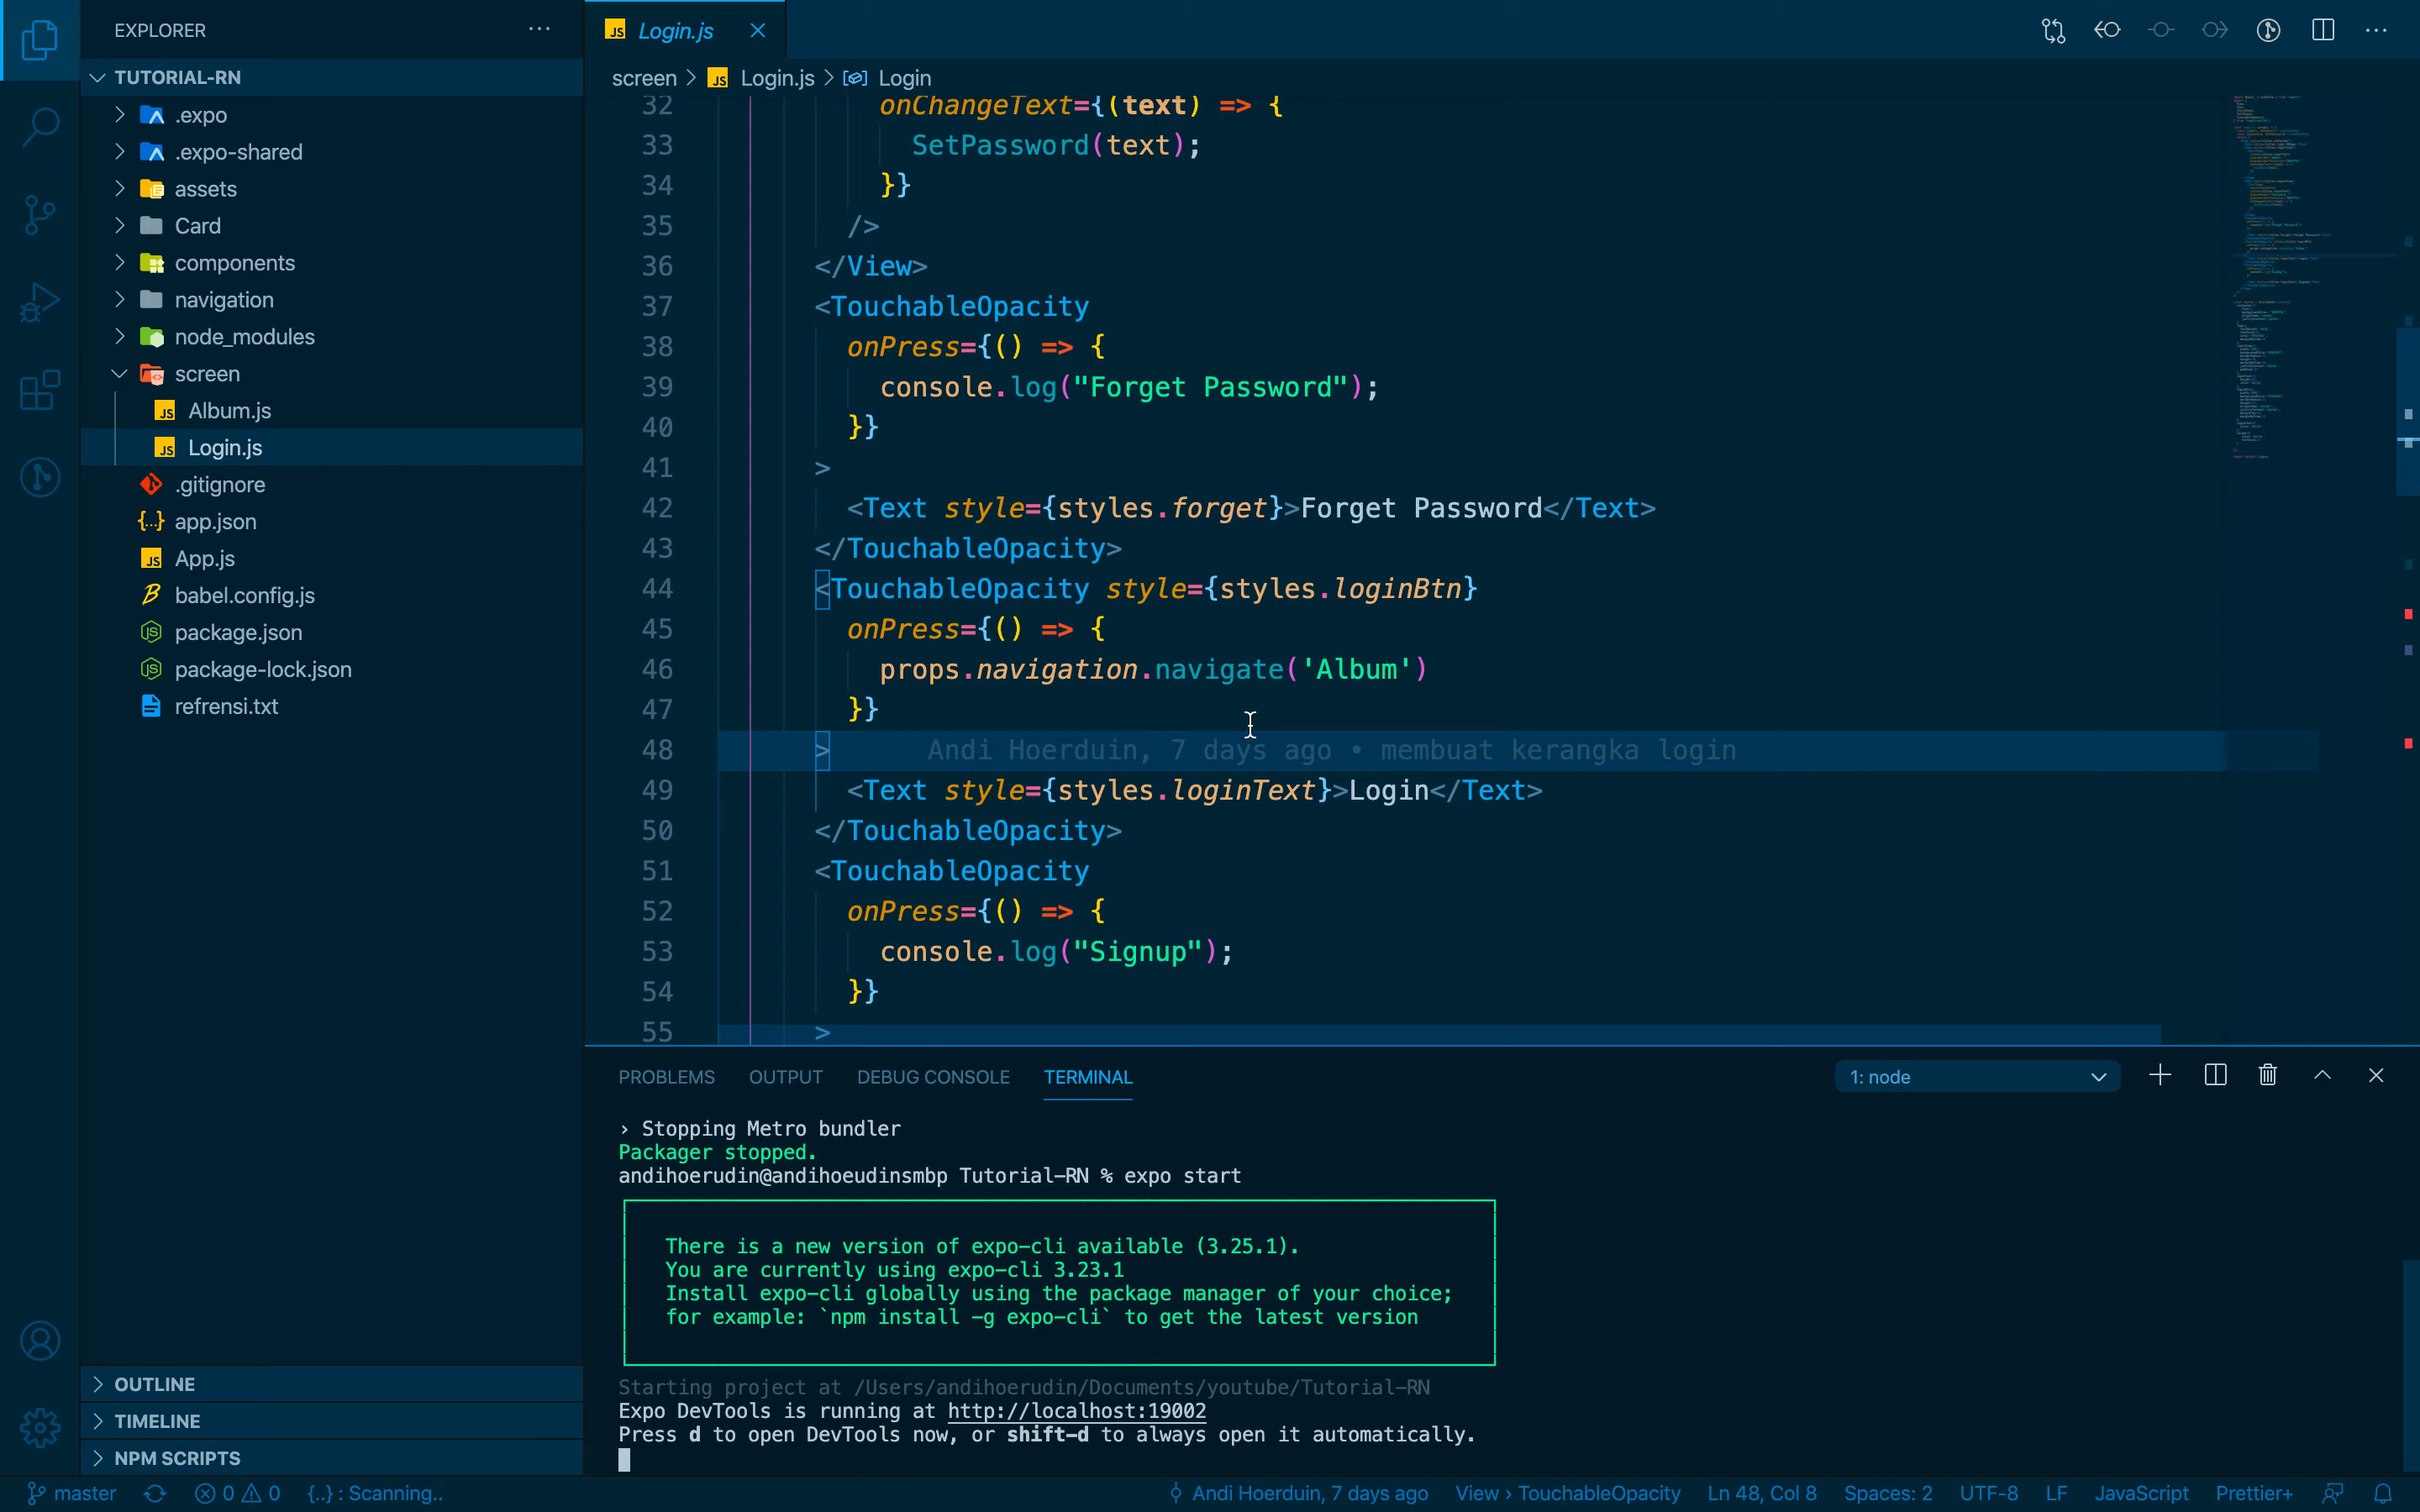 EXPLORER
TUTORIAL-RN
.expo
.expo-shared
assets
Card
components
navigation
node_modules
screen
Album.js
Login.js
.gitignore
app.json
App.js
babel.config.js
package.json
package-lock.json
refrensi.txt
OUTLINE
TIMELINE
NPM SCRIPTS
JS Login.js
screen > JS Login.js > Login
32 onChangeText={(text) => {
33 SetPassword(text);
34 }}
35 />
36 </View>
37 <TouchableOpacity
38 onPress={() => {
39 console.log("Forget Password");
40 }}
41 >
42 <Text style={styles.forget}>Forget Password</Text>
43 </TouchableOpacity>
44 <TouchableOpacity style={styles.loginBtn}
45 onPress={() => {
46 props.navigation.navigate('Album')
47 }}
48 > Andi Hoerduin, 7 days ago • membuat kerangka login
49 <Text style={styles.loginText}>Login</Text>
50 </TouchableOpacity>
51 <TouchableOpacity
52 onPress={() => {
53 console.log("Signup");
54 }}
55 >
PROBLEMS OUTPUT DEBUG CONSOLE TERMINAL 1: node
› Stopping Metro bundler
Packager stopped.
andihoerudin@andihoeudinsmbp Tutorial-RN % expo start
There is a new version of expo-cli available (3.25.1).
You are currently using expo-cli 3.23.1
Install expo-cli globally using the package manager of your choice;
for example: `npm install -g expo-cli` to get the latest version
Starting project at /Users/andihoerudin/Documents/youtube/Tutorial-RN
Expo DevTools is running at http://localhost:19002
Press d to open DevTools now, or shift-d to always open it automatically.
master 0 0 {..} : Scanning.. Andi Hoerduin, 7 days ago View › TouchableOpacity Ln 48, Col 8 Spaces: 2 UTF-8 LF JavaScript Prettier+